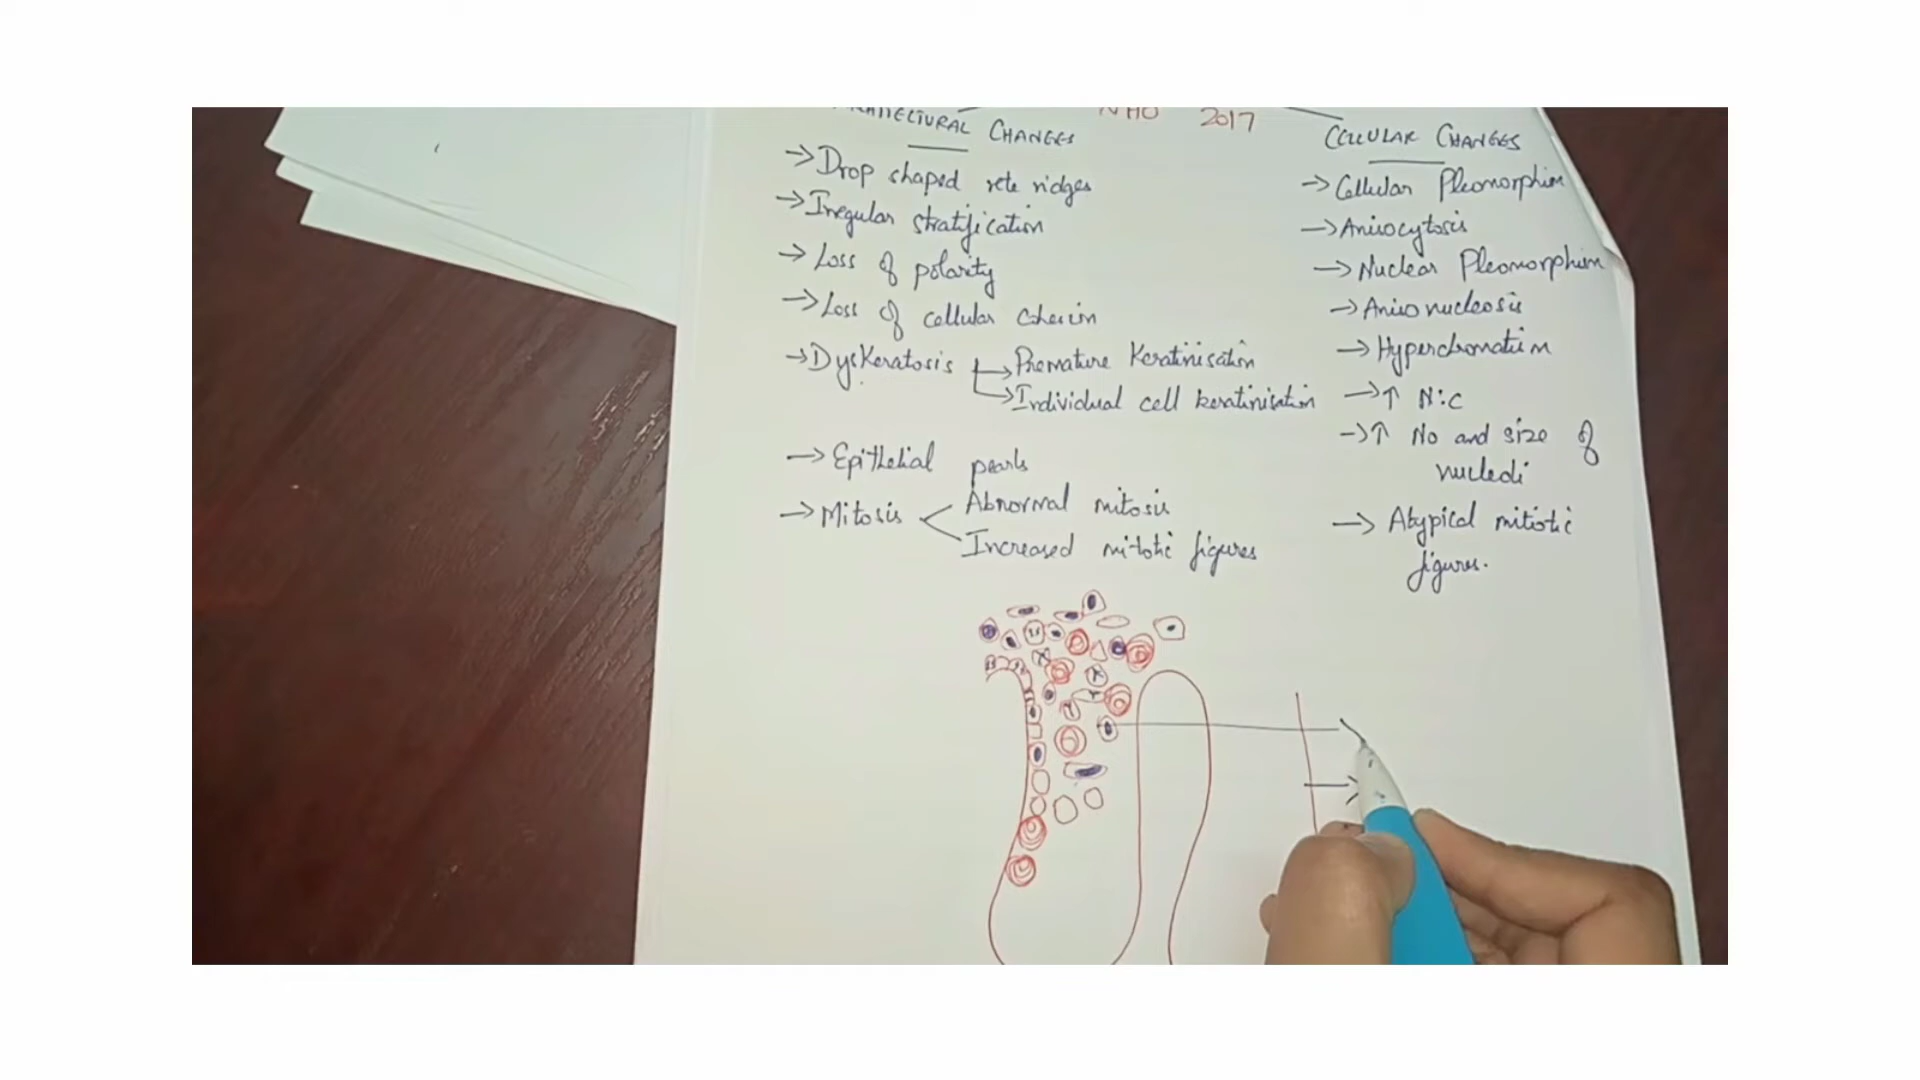 CHANGES
WHO 2017
→ Drop shaped rete ridges
→ Irregular stratification
→ Loss of polarity
→ Loss of cellular cohesion
→ Dyskeratosis → Premature Keratinisation
→ Individual cell keratinisation
→ Epithelial pearls
→ Mitosis < Abnormal mitosis
Increased mitotic figures
CELLULAR CHANGES
→ Cellular Pleomorphism
→ Anisocytosis
→ Nuclear Pleomorphism
→ Anisonucleosis
→ Hyperchromatism
→ ↑ N:C
→ ↑ No and size of
→ Atypical mitiotic
figures.